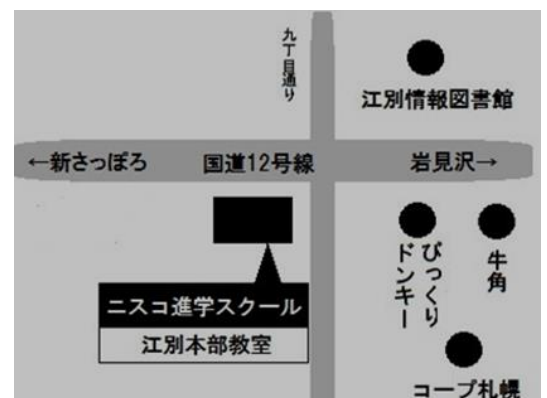 九丁目通り
江別情報図書館
←新さっぽろ 国道12号線 岩見沢→
びっくり
ドンキー
牛角
ニスコ進学スクール
江別本部教室
コープ札幌